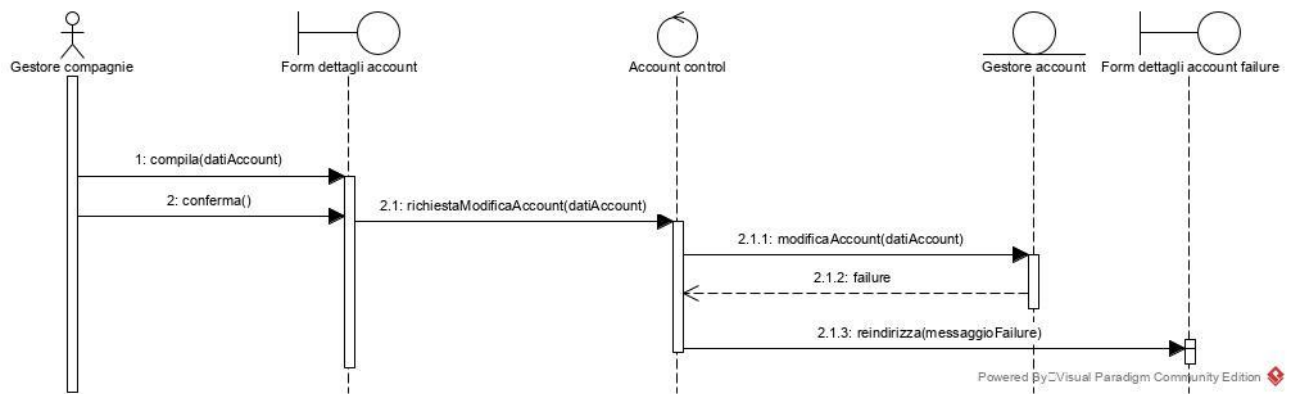 Gestore compagnie
Form dettagli account
Account control
Gestore account
Form dettagli account failure
1: compila(datiAccount)
2: conferma()
2.1: richiestaModificaAccount(datiAccount)
2.1.1: modificaAccount(datiAccount)
2.1.2: failure
2.1.3: reindirizza(messaggioFailure)
Powered By Visual Paradigm Community Edition